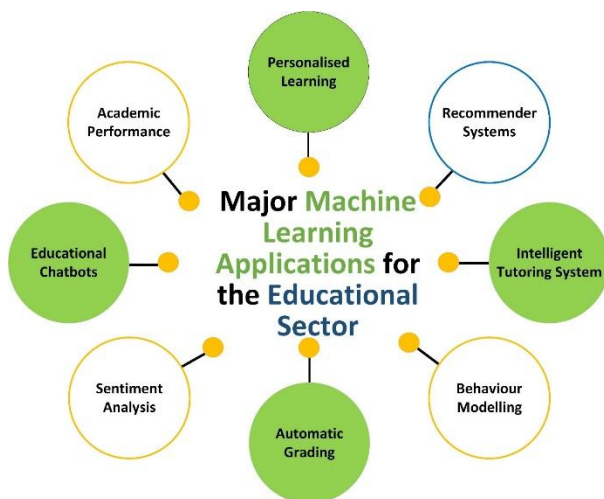 Personalised
Learning
Academic
Performance
Recommender
Systems
Major Machine
Learning
Applications for
the Educational
Sector
Educational
Chatbots
Intelligent
Tutoring System
Sentiment
Analysis
Behaviour
Modelling
Automatic
Grading